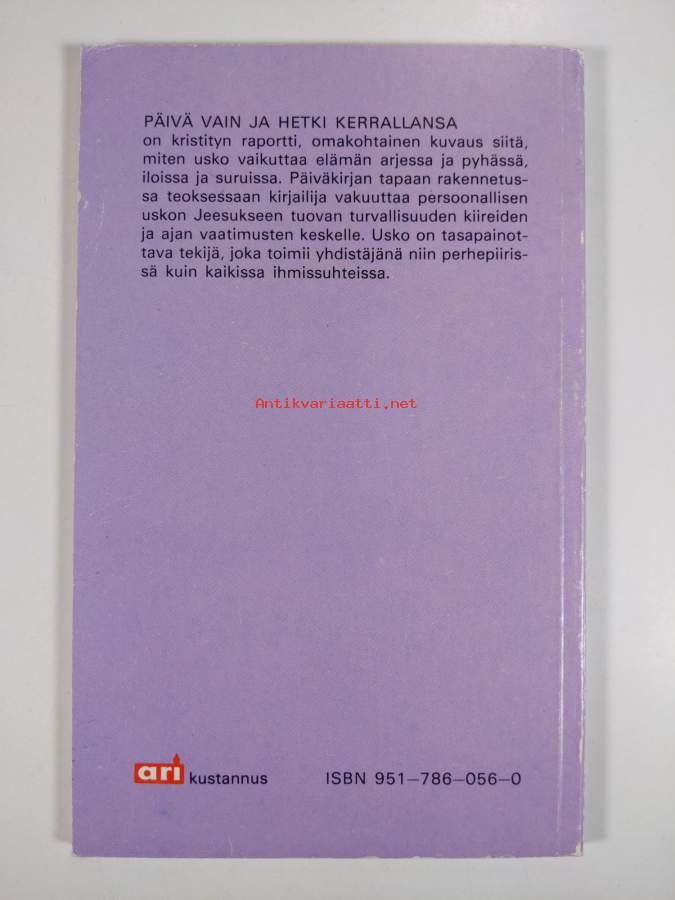 PÄIVÄ VAIN JA HETKI KERRALLANSA
on kristityn raportti, omakohtainen kuvaus siitä,
miten usko vaikuttaa elämän arjessa ja pyhässä,
iloissa ja suruissa. Päiväkirjan tapaan rakennetus-
sa teoksessaan kirjailija vakuuttaa persoonallisen
uskon Jeesukseen tuovan turvallisuuden kiireiden
ja ajan vaatimusten keskelle. Usko on tasapainot-
tava tekijä, joka toimii yhdistäjänä niin perhepiiris-
sä kuin kaikissa ihmissuhteissa.
Antikvariaatti.net
ari kustannus ISBN 951–786–056–0